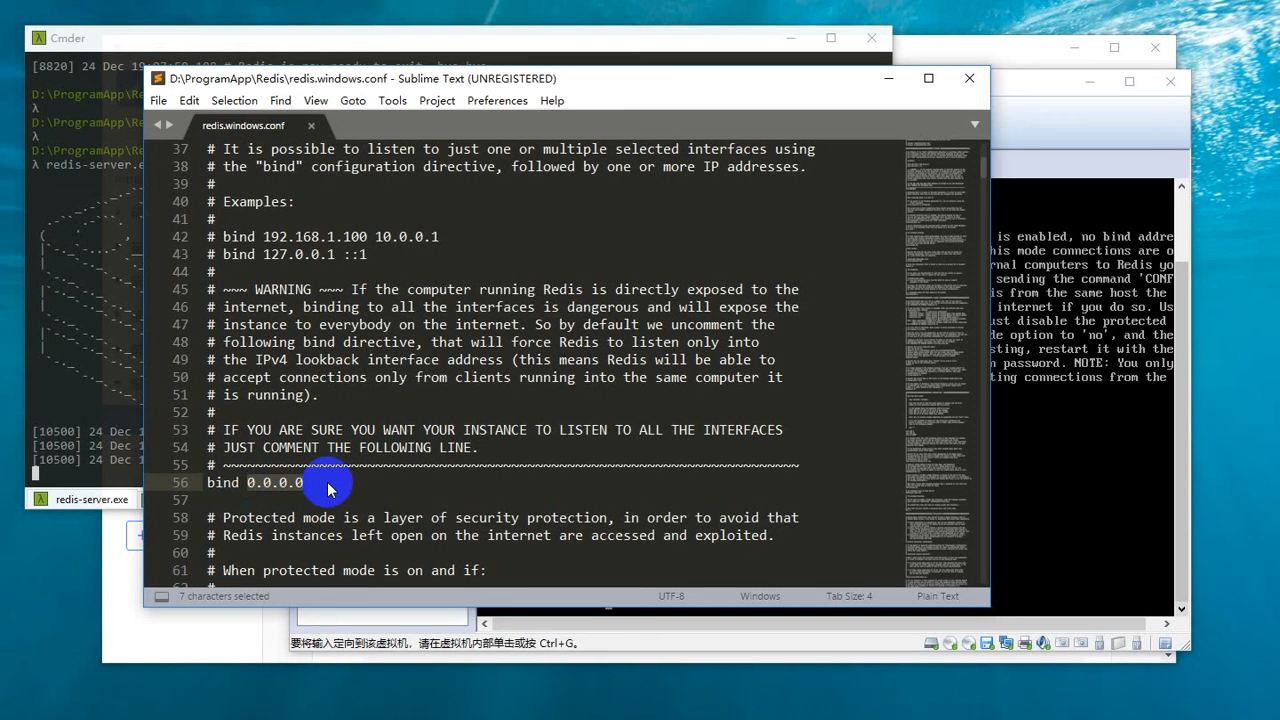 Cmder
[8820] 24 Dec
D:\ProgramApp\Re
λ
D:\ProgramApp\Re
λ
D:\ProgramApp\Re
λ redis-server.e
[10500] 24 Dec 1
[10500] 24 Dec 1
[10500] 24 Dec 1
redis-server.exe
D:\ProgramApp\Redis\redis.windows.conf - Sublime Text (UNREGISTERED)
File Edit Selection Find View Goto Tools Project Preferences Help
redis.windows.conf
37 # It is possible to listen to just one or multiple selected interfaces using
38 # the "bind" configuration directive, followed by one or more IP addresses.
39 #
40 # Examples:
41 #
42 # bind 192.168.1.100 10.0.0.1
43 # bind 127.0.0.1 ::1
44 #
45 # ~~~ WARNING ~~~ If the computer running Redis is directly exposed to the
46 # internet, binding to all the interfaces is dangerous and will expose the
47 # instance to everybody on the internet. So by default we uncomment the
48 # following bind directive, that will force Redis to listen only into
49 # the IPv4 lookback interface address (this means Redis will be able to
50 # accept connections only from clients running into the same computer it
51 # is running).
52 #
53 # IF YOU ARE SURE YOU WANT YOUR INSTANCE TO LISTEN TO ALL THE INTERFACES
54 # JUST COMMENT THE FOLLOWING LINE.
55 # ~~~~~~~~~~~~~~~~~~~~~~~~~~~~~~~~~~~~~~~~~~~~~~~~~~~~~~~~~~~~~~~~~~~~~~~~
56 bind 0.0.0.0
57
58 # Protected mode is a layer of security protection, in order to avoid that
59 # Redis instances left open on the internet are accessed and exploited.
60 #
61 # When protected mode is on and if:
7 characters selected UTF-8 Windows Tab Size: 4 Plain Text
is enabled, no bind addre
his mode connections are o
rnal computers to Redis yo
sending the command 'CONF
is from the same host the
internet if you do so. Us
ust disable the protected
de option to 'no', and the
sting, restart it with the
n password. NOTE: You only
ting connections from the
要将输入定向到该虚拟机，请在虚拟机内部单击或按 Ctrl+G。